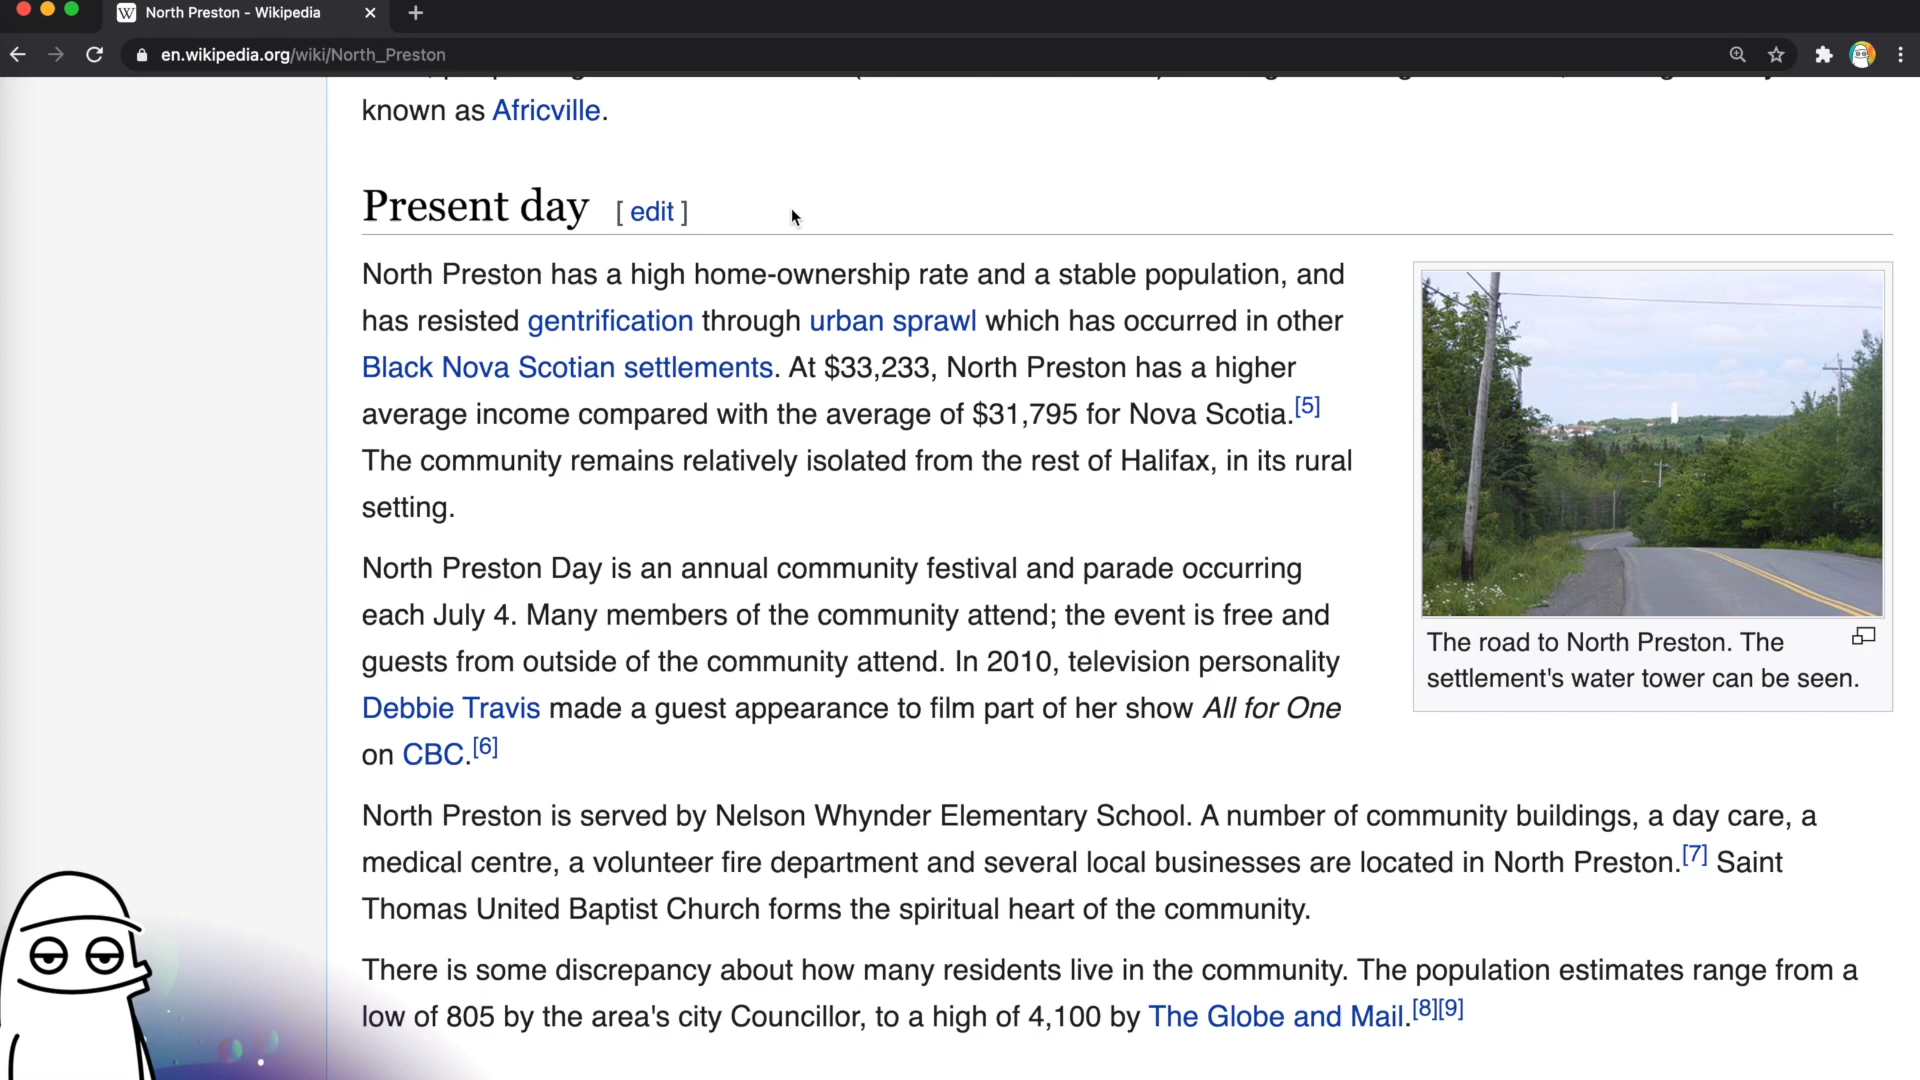 North Preston - Wikipedia
en.wikipedia.org/wiki/North_Preston
known as Africville.
Present day [ edit ]
North Preston has a high home-ownership rate and a stable population, and
has resisted gentrification through urban sprawl which has occurred in other
Black Nova Scotian settlements. At $33,233, North Preston has a higher
average income compared with the average of $31,795 for Nova Scotia.[5]
The community remains relatively isolated from the rest of Halifax, in its rural
setting.
The road to North Preston. The
settlement's water tower can be seen.
North Preston Day is an annual community festival and parade occurring
each July 4. Many members of the community attend; the event is free and
guests from outside of the community attend. In 2010, television personality
Debbie Travis made a guest appearance to film part of her show All for One
on CBC.[6]
North Preston is served by Nelson Whynder Elementary School. A number of community buildings, a day care, a
medical centre, a volunteer fire department and several local businesses are located in North Preston.[7] Saint
Thomas United Baptist Church forms the spiritual heart of the community.
There is some discrepancy about how many residents live in the community. The population estimates range from a
low of 805 by the area's city Councillor, to a high of 4,100 by The Globe and Mail.[8][9]